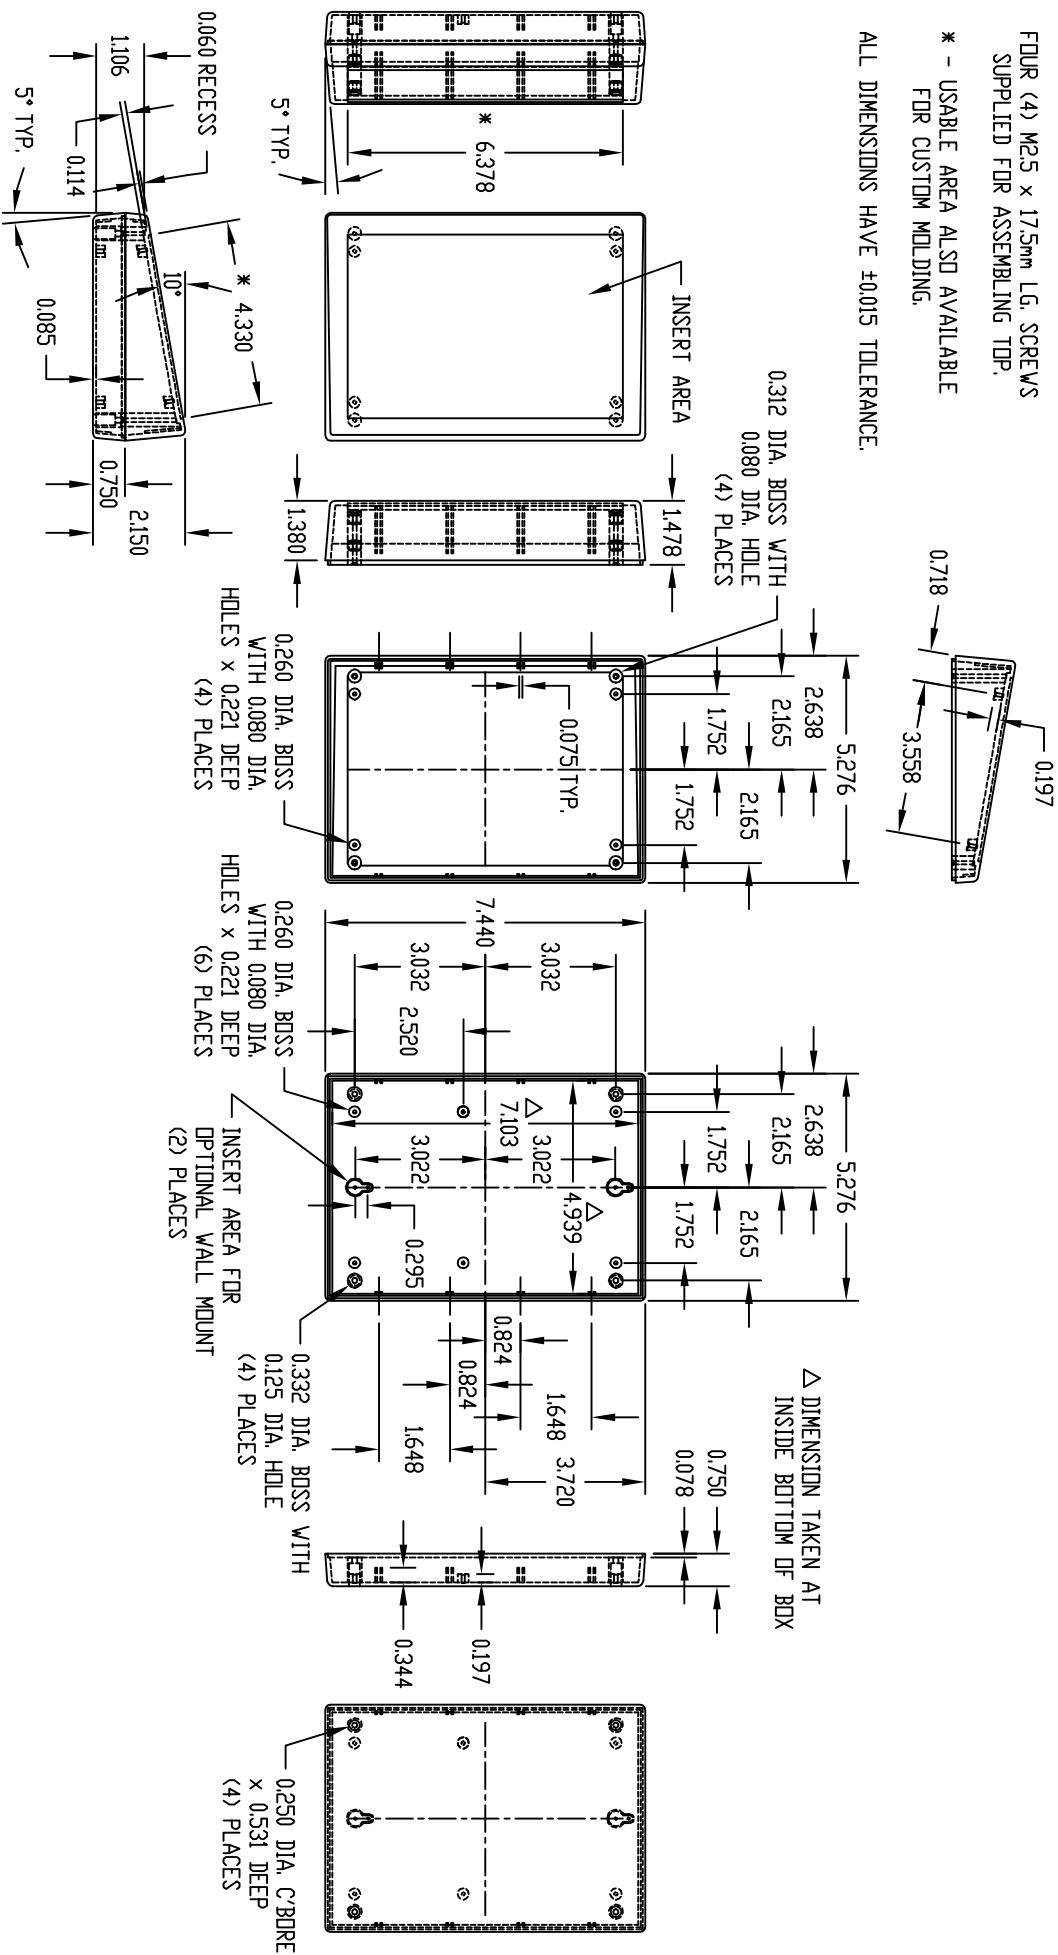 FOUR (4) M2.5 x 17.5mm LG. SCREWS
SUPPLIED FOR ASSEMBLING TOP.
* - USABLE AREA ALSO AVAILABLE
FOR CUSTOM MOLDING.
ALL DIMENSIONS HAVE ±0.015 TOLERANCE.
0.718
0.197
3.558
△ DIMENSION TAKEN AT
INSIDE BOTTOM OF BOX
5.276
2.638
2.165
2.165
1.752
1.752
0.312 DIA. BOSS WITH
0.080 DIA. HOLE
(4) PLACES
5.276
2.638
2.165
2.165
1.752
1.752
0.750
0.078
1.478
INSERT AREA
* 6.378
5° TYP.
1.380
0.075 TYP.
7.440
3.032
3.032
2.520
△
7.103
3.022
3.022
△
4.939
0.295
0.824
0.824
1.648
1.648
3.720
0.197
0.344
0.260 DIA. BOSS
WITH 0.080 DIA.
HOLES x 0.221 DEEP
(4) PLACES
0.260 DIA. BOSS
WITH 0.080 DIA.
HOLES x 0.221 DEEP
(6) PLACES
INSERT AREA FOR
OPTIONAL WALL MOUNT
(2) PLACES
0.332 DIA. BOSS WITH
0.125 DIA. HOLE
(4) PLACES
0.250 DIA. C'BORE
x 0.531 DEEP
(4) PLACES
0.060 RECESS
1.106
0.114
5° TYP.
* 4.330
10°
0.085
0.750
2.150